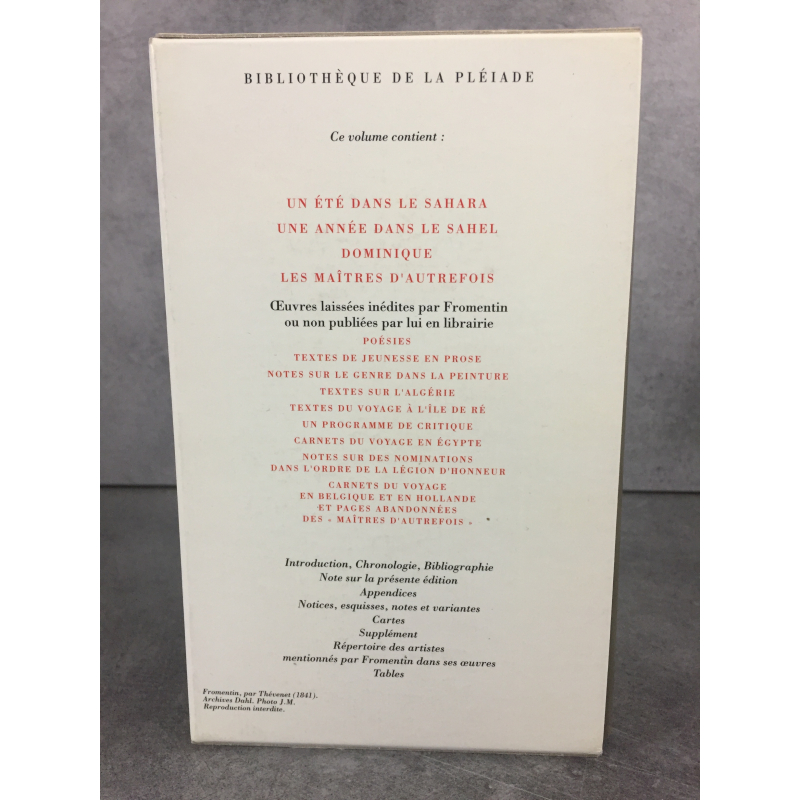 BIBLIOTHÈQUE DE LA PLÉIADE
Ce volume contient :
UN ÉTÉ DANS LE SAHARA
UNE ANNÉE DANS LE SAHEL
DOMINIQUE
LES MAÎTRES D'AUTREFOIS
Œuvres laissées inédites par Fromentin
ou non publiées par lui en librairie
POÉSIES
TEXTES DE JEUNESSE EN PROSE
NOTES SUR LE GENRE DANS LA PEINTURE
TEXTES SUR L'ALGÉRIE
TEXTES DU VOYAGE À L'ÎLE DE RÉ
UN PROGRAMME DE CRITIQUE
CARNETS DU VOYAGE EN ÉGYPTE
NOTES SUR DES NOMINATIONS
DANS L'ORDRE DE LA LÉGION D'HONNEUR
CARNETS DU VOYAGE
EN BELGIQUE ET EN HOLLANDE
ET PAGES ABANDONNÉES
DES « MAÎTRES D'AUTREFOIS »
Introduction, Chronologie, Bibliographie
Note sur la présente édition
Appendices
Notices, esquisses, notes et variantes
Cartes
Supplément
Répertoire des artistes
mentionnés par Fromentin dans ses œuvres
Tables
Fromentin, par Thévenet (1841).
Archives Dahl. Photo J.M.
Reproduction interdite.